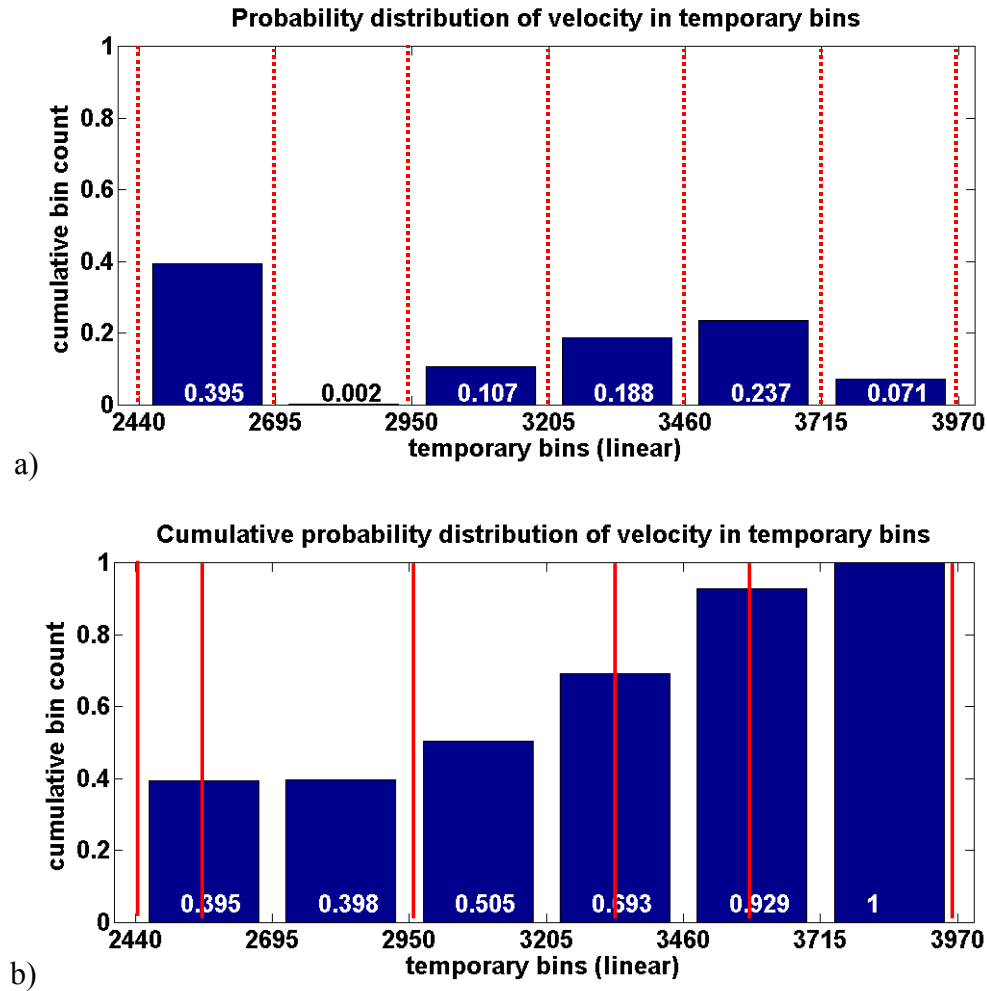 Probability distribution of velocity in temporary bins
cumulative bin count
1
0.8
0.6
0.4
0.2
0
0.395 0.002 0.107 0.188 0.237 0.071
2440 2695 2950 3205 3460 3715 3970
temporary bins (linear)
a)
Cumulative probability distribution of velocity in temporary bins
cumulative bin count
1
0.8
0.6
0.4
0.2
0
0.395 0.398 0.505 0.693 0.929 1
2440 2695 2950 3205 3460 3715 3970
temporary bins (linear)
b)